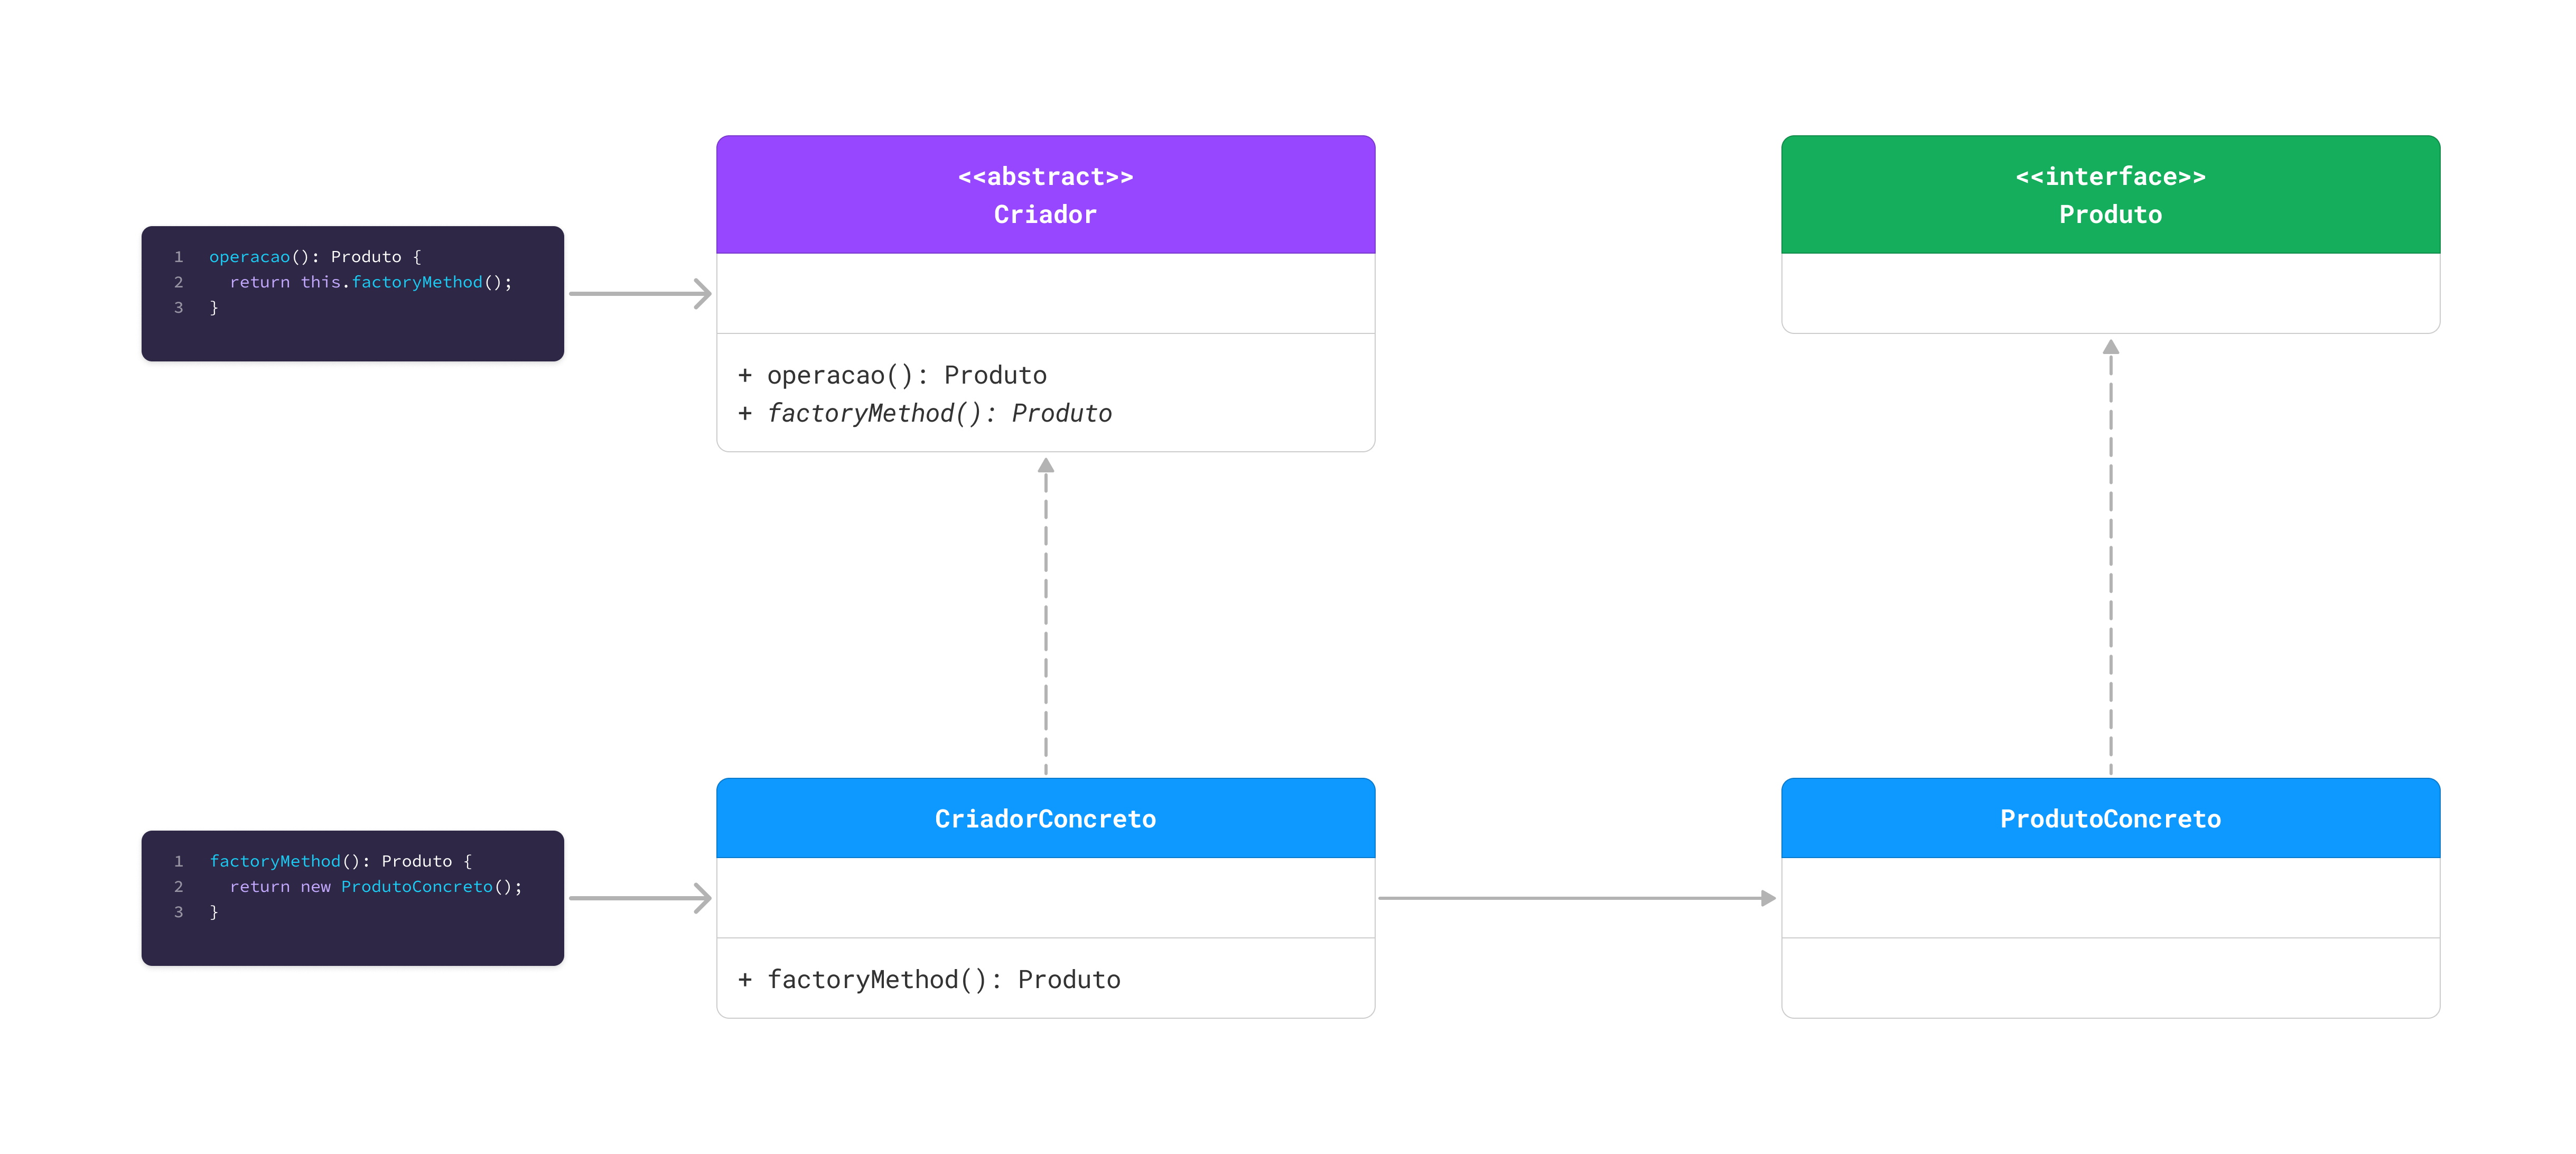 <<abstract>>
Criador
+ operacao(): Produto
+ factoryMethod(): Produto
<<interface>>
Produto
1 operacao(): Produto {
2 return this.factoryMethod();
3 }
CriadorConcreto
+ factoryMethod(): Produto
ProdutoConcreto
1 factoryMethod(): Produto {
2 return new ProdutoConcreto();
3 }